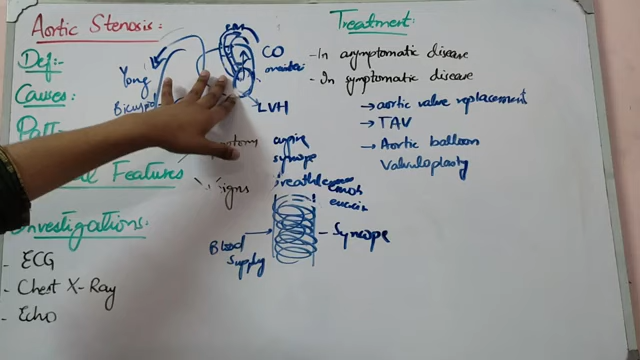 Aortic Stenosis:
Def:-
Causes:
Young
Bicuspid
CO
LVH
Features
angina
syncope
Signs
Investigations:
- ECG
- Chest X-Ray
- Echo
Blood
Supply
- Syncope
Treatment:
- In asymptomatic disease
- In symptomatic disease
→ aortic valve replacement
→ TAV
→ Aortic balloon
Valvuloplasty